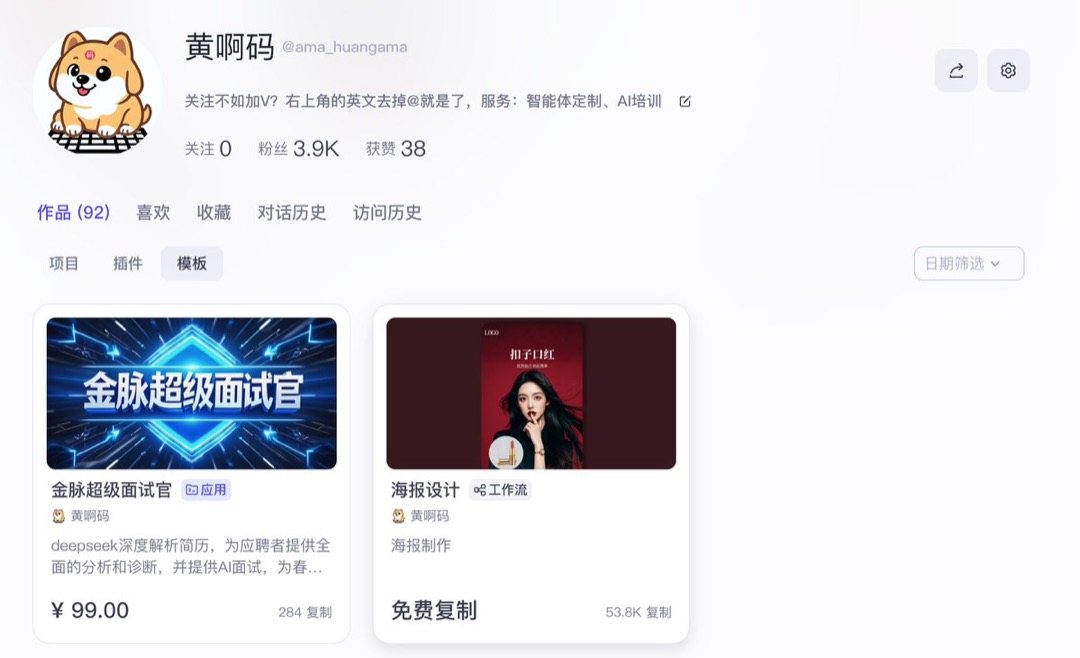 黄啊码 @ama_huangama
关注不如加V？右上角的英文去掉@就是了，服务：智能体定制、AI培训
关注 0 粉丝 3.9K 获赞 38
作品 (92) 喜欢 收藏 对话历史 访问历史
项目 插件 模板 日期筛选
码
金脉超级面试官
金脉超级面试官 应用
黄啊码
deepseek深度解析简历，为应聘者提供全
面的分析和诊断，并提供AI面试，为春...
¥ 99.00 284 复制
LOGO
扣子口红
海报设计 工作流
黄啊码
海报制作
免费复制 53.8K 复制